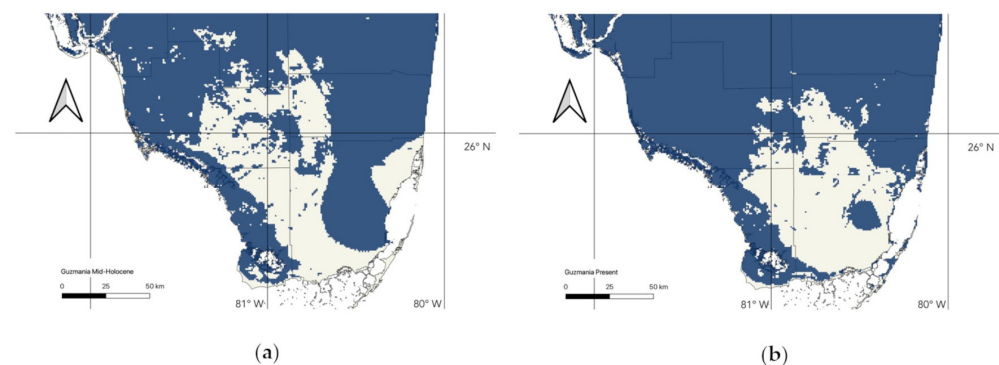 26° N
Guzmania Mid-Holocene
0 25 50 km
81° W
80° W
(a)
26° N
Guzmania Present
0 25 50 km
81° W
80° W
(b)